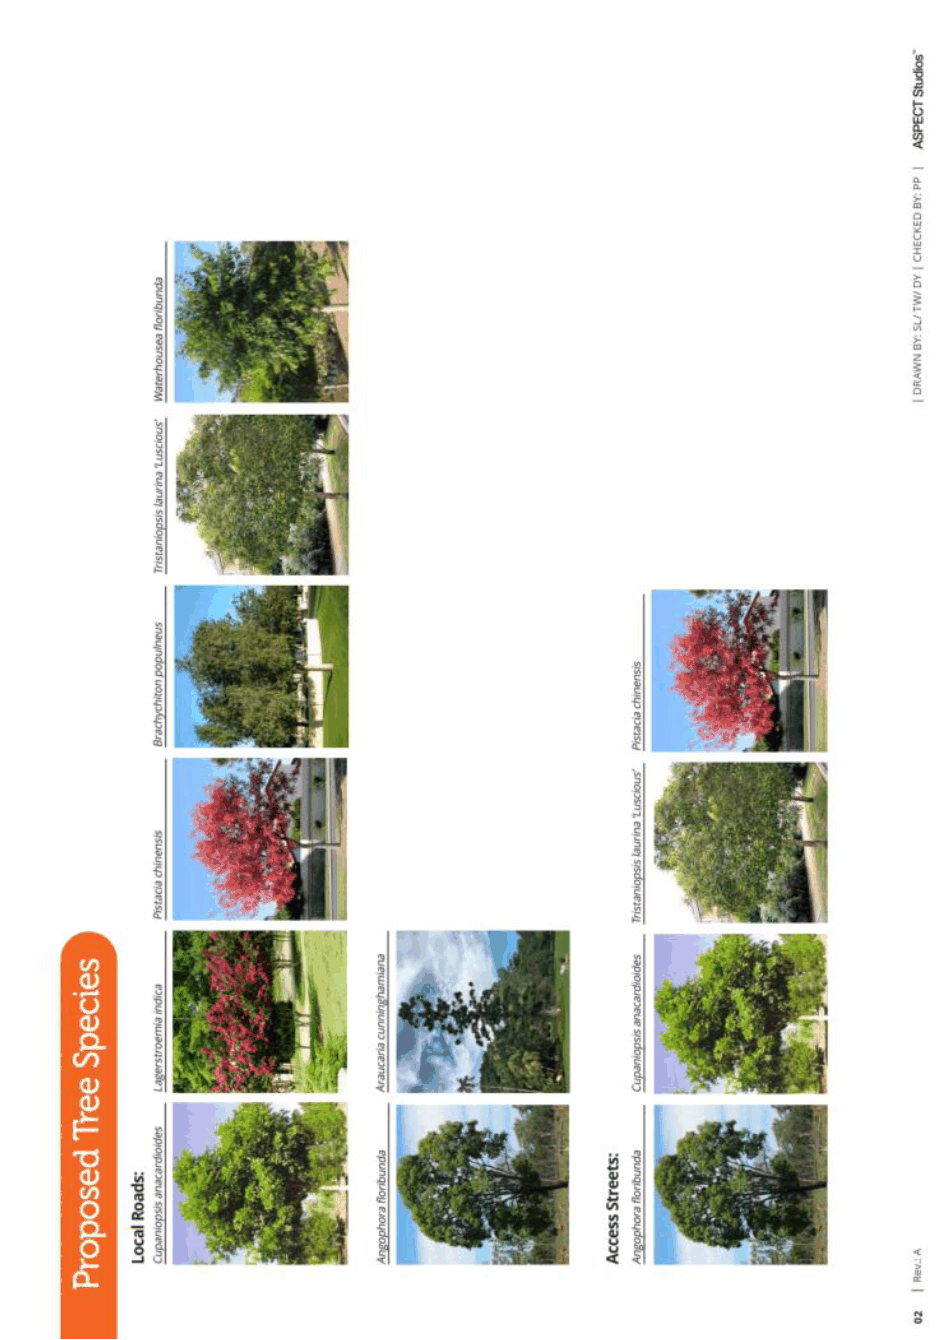 Proposed Tree Species
Local Roads:
Cupaniopsis anacardioides
Lagerstroemia indica
Pistacia chinensis
Brachychiton populneus
Tristaniopsis laurina 'Luscious'
Waterhousea floribunda
Angophora floribunda
Araucaria cunninghamiana
Access Streets:
Angophora floribunda
Cupaniopsis anacardioides
Tristaniopsis laurina 'Luscious'
Pistacia chinensis
02 | Rev.: A | DRAWN BY: SL/ TW/ DY | CHECKED BY: PP | ASPECT Studios™